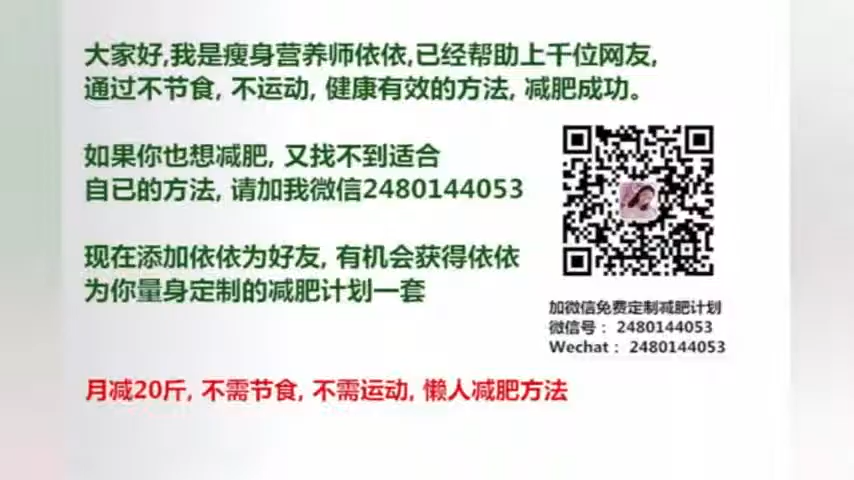 大家好,我是瘦身营养师依依,已经帮助上千位网友,
通过不节食, 不运动, 健康有效的方法, 减肥成功。
如果你也想减肥, 又找不到适合
自已的方法, 请加我微信2480144053
现在添加依依为好友, 有机会获得依依
为你量身定制的减肥计划一套
加微信免费定制减肥计划
微信号： 2480144053
Wechat： 2480144053
月减20斤, 不需节食, 不需运动, 懒人减肥方法